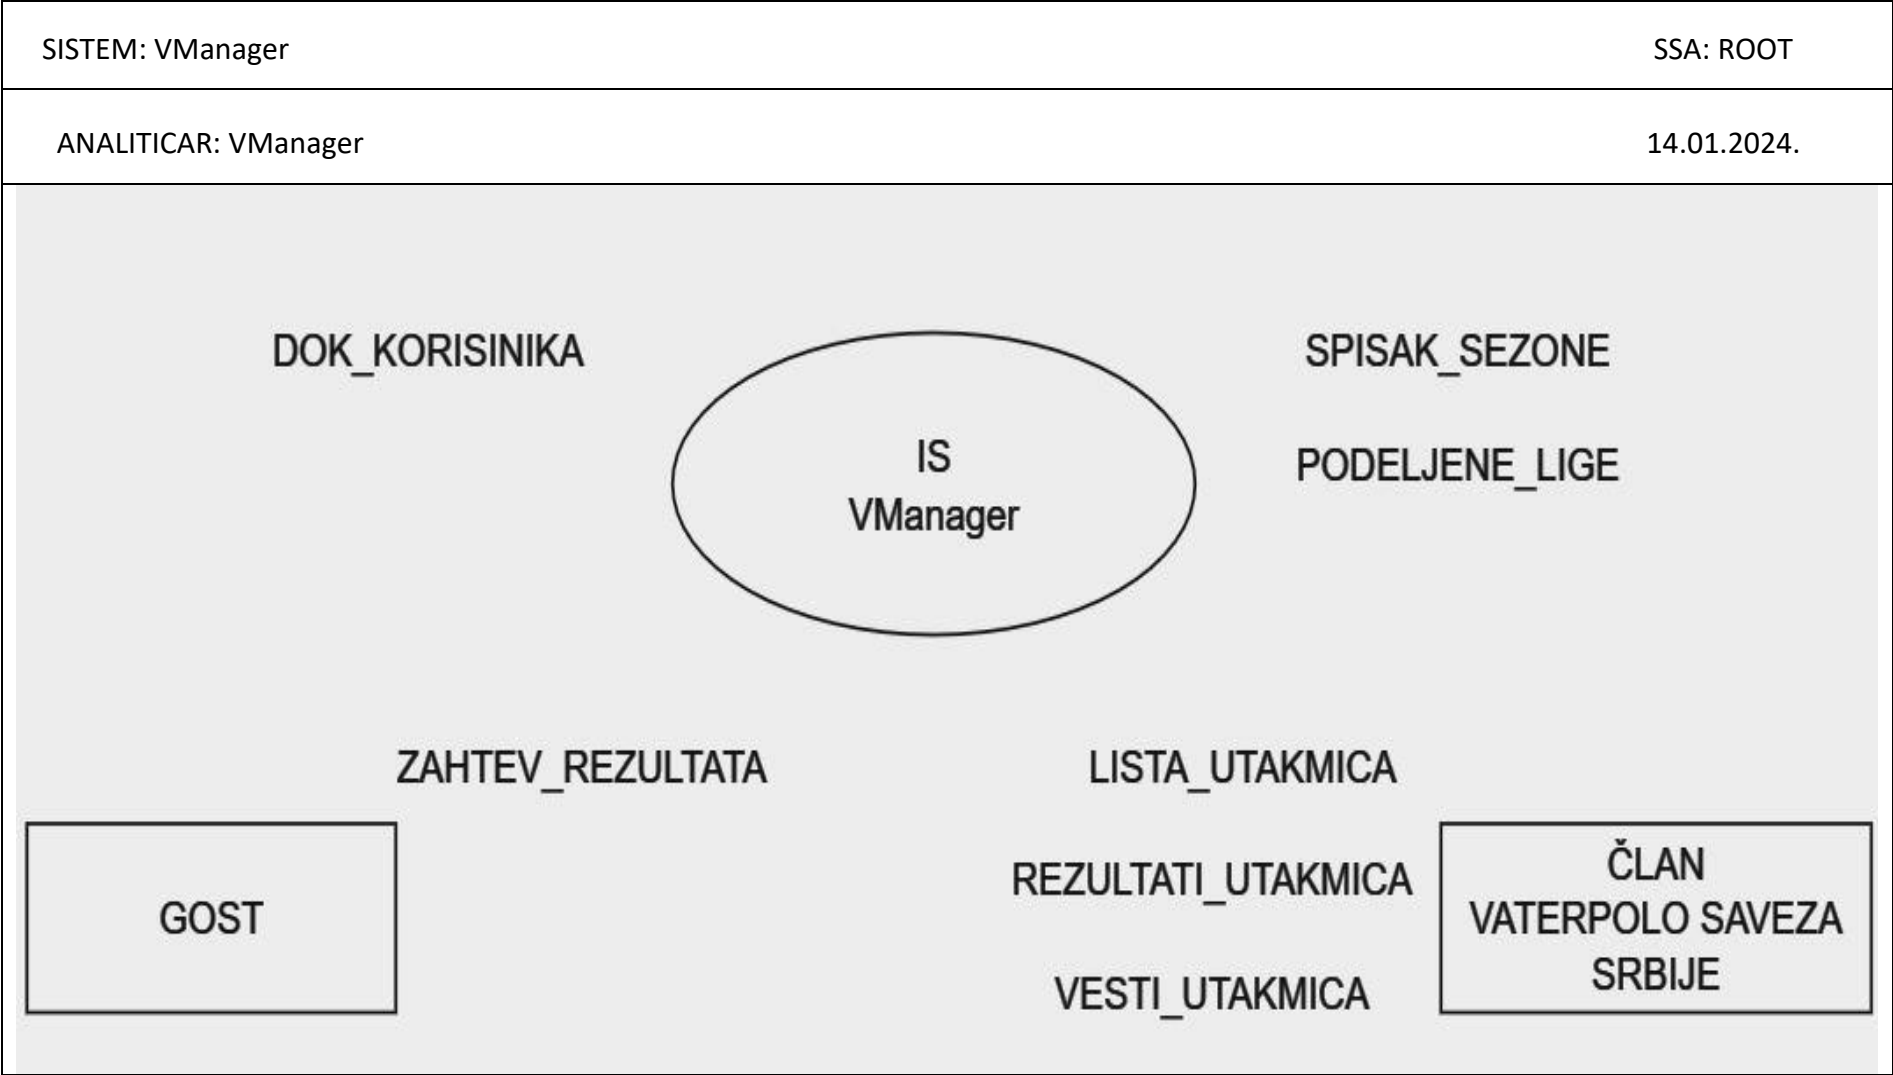 SISTEM: VManager SSA: ROOT
ANALITICAR: VManager 14.01.2024.
DOK_KORISINIKA
SPISAK_SEZONE
IS
VManager
PODELJENE_LIGE
ZAHTEV_REZULTATA
LISTA_UTAKMICA
GOST
REZULTATI_UTAKMICA
VESTI_UTAKMICA
ČLAN
VATERPOLO SAVEZA
SRBIJE